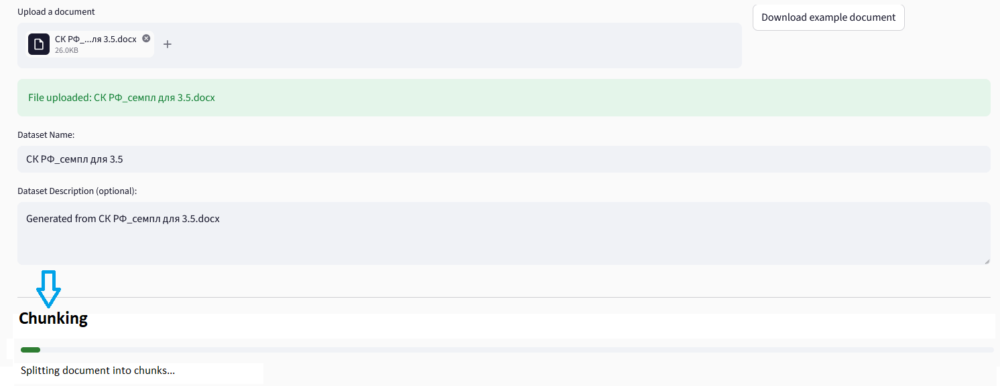 Upload a document
Download example document
СК РФ_...ля 3.5.docx
26.0KB
File uploaded: СК РФ_семпл для 3.5.docx
Dataset Name:
СК РФ_семпл для 3.5
Dataset Description (optional):
Generated from СК РФ_семпл для 3.5.docx
Chunking
Splitting document into chunks...